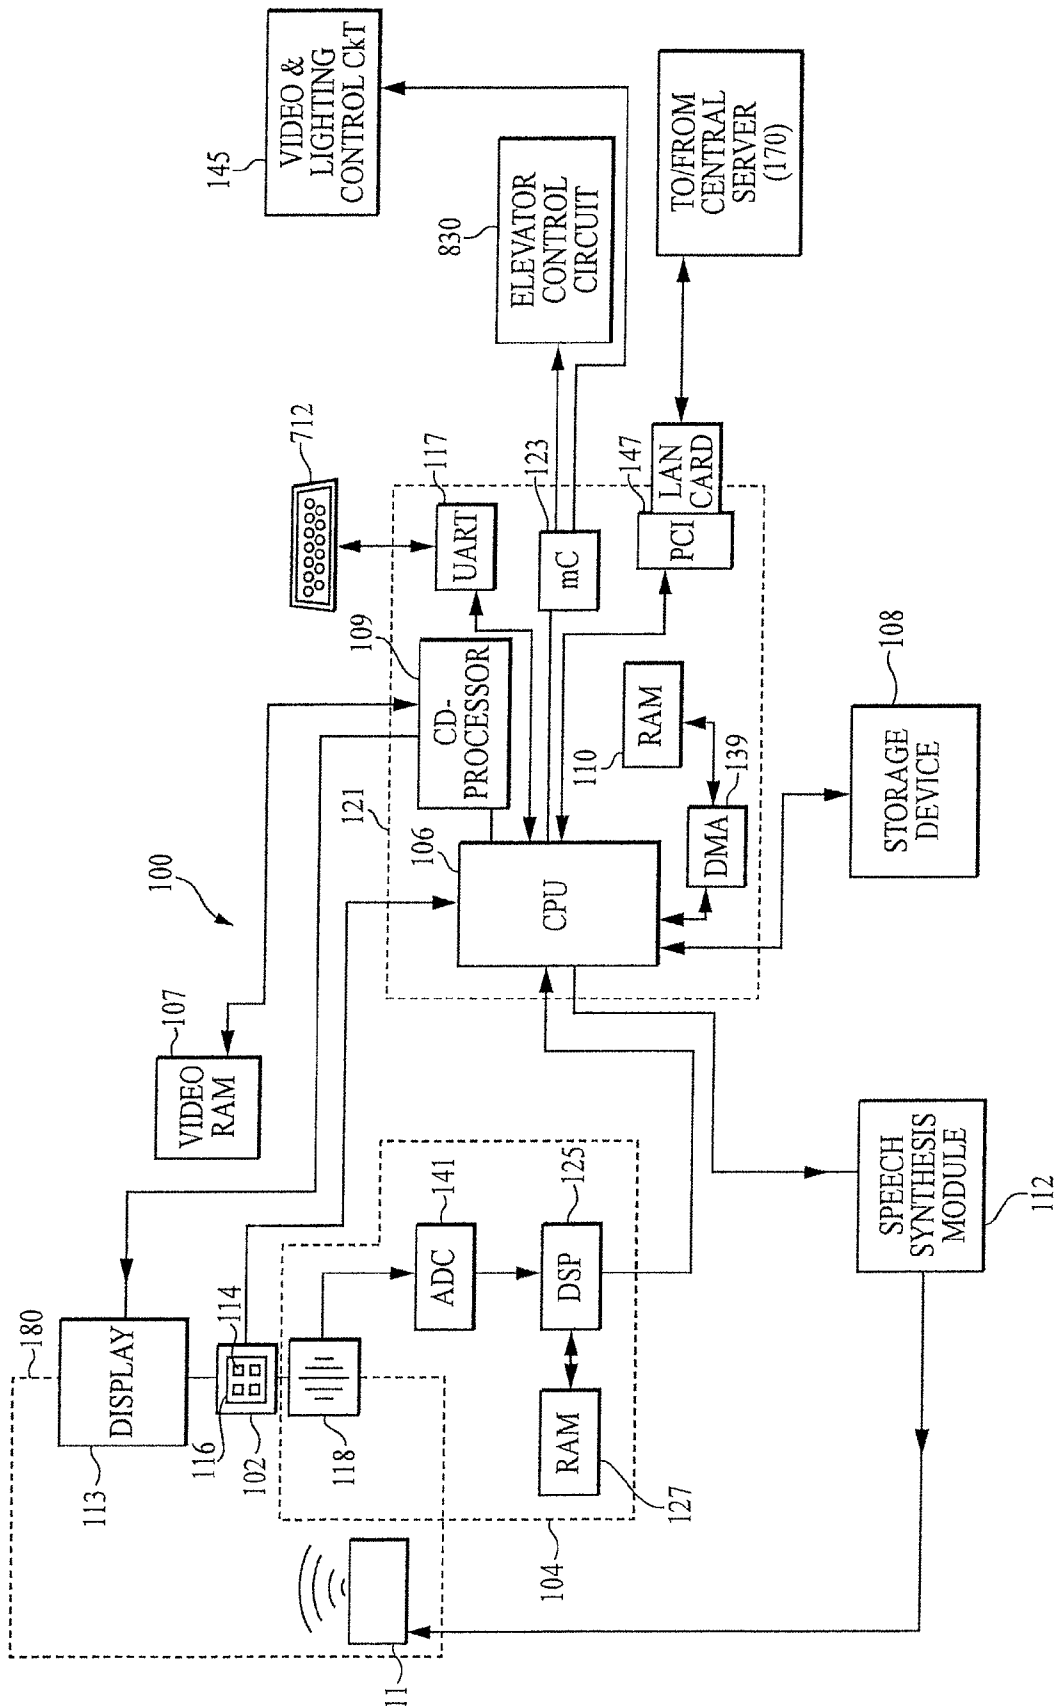 180
113
DISPLAY
116
114
102
118
11
104
141
ADC
125
DSP
RAM
127
107
VIDEO
RAM
100
121
106
CPU
109
CD-
PROCESSOR
712
117
UART
123
mC
147
PCI
LAN
CARD
110
RAM
139
DMA
108
STORAGE
DEVICE
SPEECH
SYNTHESIS
MODULE
112
145
VIDEO &
LIGHTING
CONTROL CkT
830
ELEVATOR
CONTROL
CIRCUIT
TO/FROM
CENTRAL
SERVER
(170)